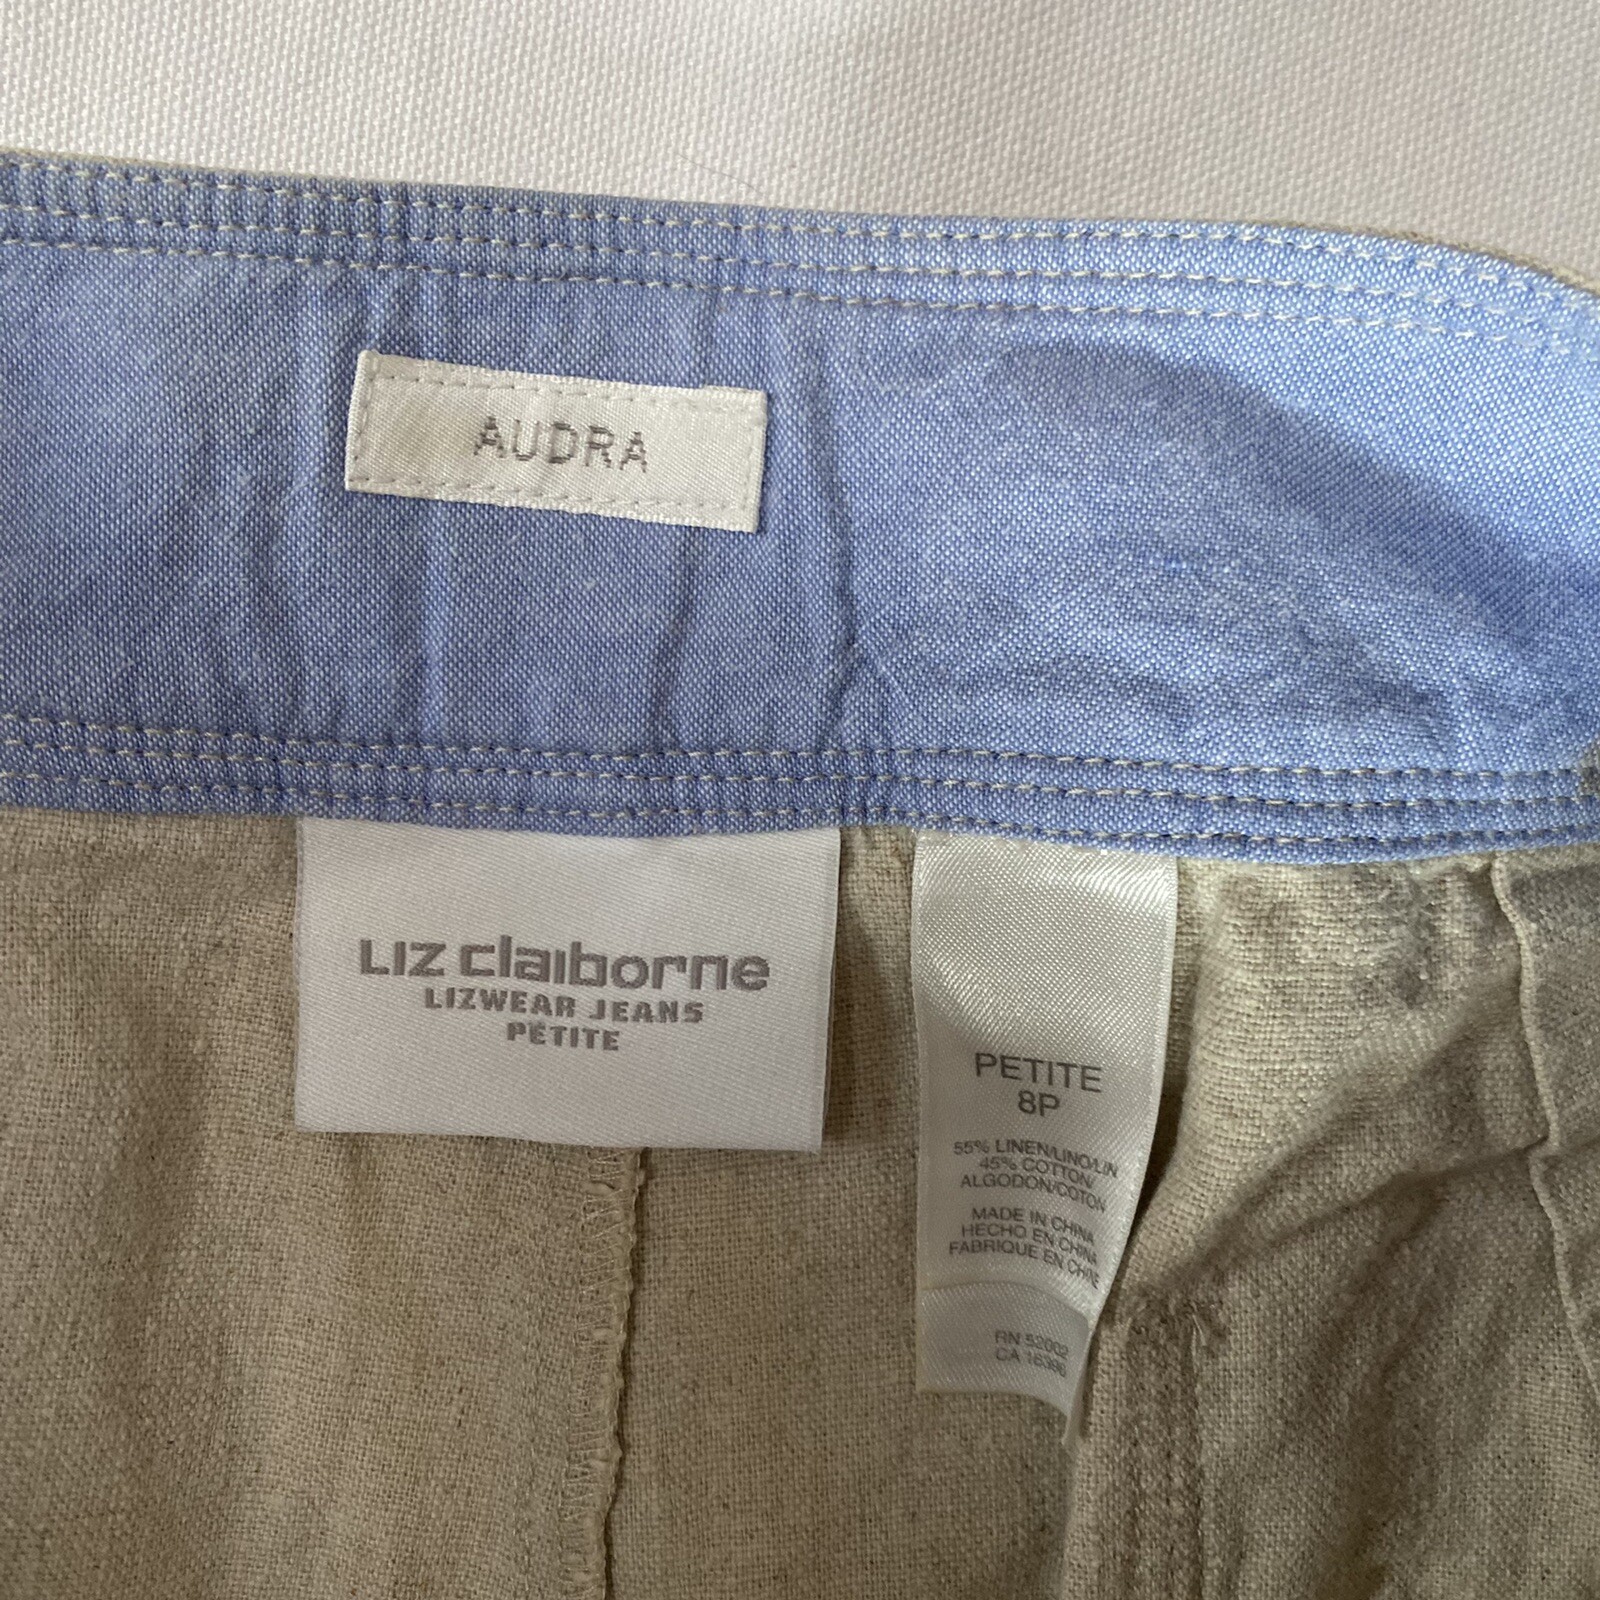 AUDRA
Liz claiborne
LIZWEAR JEANS
PETITE
PETITE
8P
55% LINEN/LINO/LIN
45% COTTON/
ALGODON/COTON
MADE IN CHINA
HECHO EN CHINA
FABRIQUE EN CHINE
RN 52002
CA